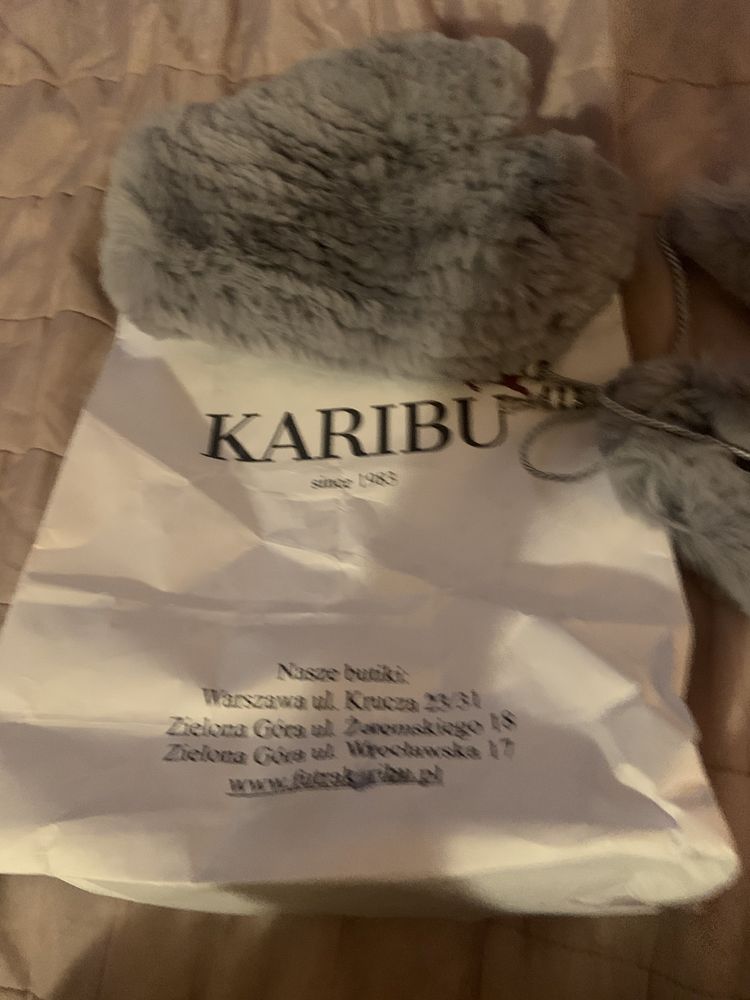 KARIBU
since 1983
Nasze butiki:
Warszawa ul. Krucza 23/31
Zielona Góra ul. Żeromskiego 18
Zielona Góra ul. Wrocławska 17
www.futrakaribu.pl